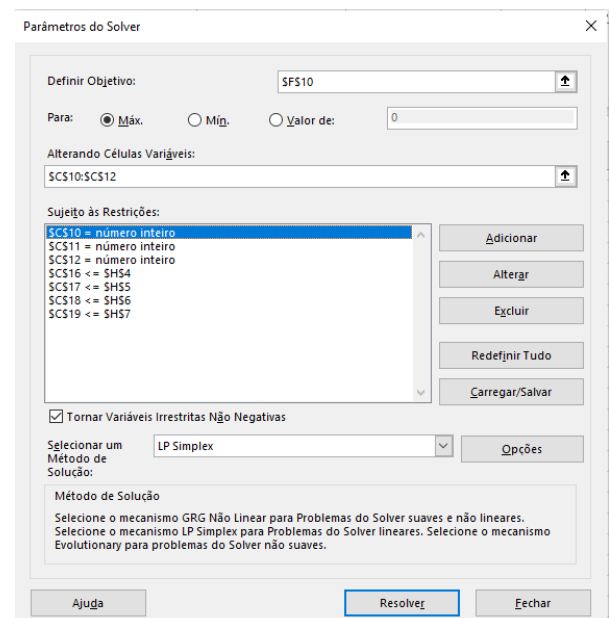 Parâmetros do Solver
Definir Objetivo:
$F$10
Para:
Máx.
Mín.
Valor de:
0
Alterando Células Variáveis:
$C$10:$C$12
Sujeito às Restrições:
$C$10 = número inteiro
$C$11 = número inteiro
$C$12 = número inteiro
$C$16 <= $H$4
$C$17 <= $H$5
$C$18 <= $H$6
$C$19 <= $H$7
Adicionar
Alterar
Excluir
Redefinir Tudo
Carregar/Salvar
Tornar Variáveis Irrestritas Não Negativas
Selecionar um
Método de
Solução:
LP Simplex
Opções
Método de Solução
Selecione o mecanismo GRG Não Linear para Problemas do Solver suaves e não lineares.
Selecione o mecanismo LP Simplex para Problemas do Solver lineares. Selecione o mecanismo
Evolutionary para problemas do Solver não suaves.
Ajuda
Resolver
Fechar